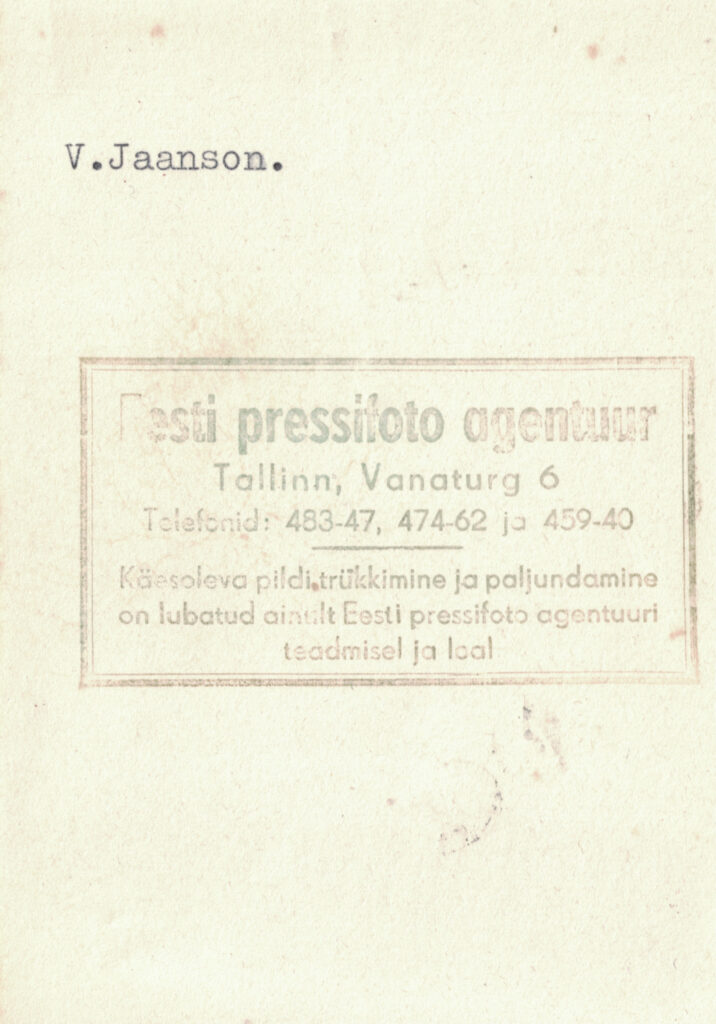 V.Jaanson.
Eesti pressifoto agentuur
Tallinn, Vanaturg 6
Telefonid: 483-47, 474-62 ja 459-40
Käesoleva pildi trükkimine ja paljundamine
on lubatud ainult Eesti pressifoto agentuuri
teadmisel ja loal